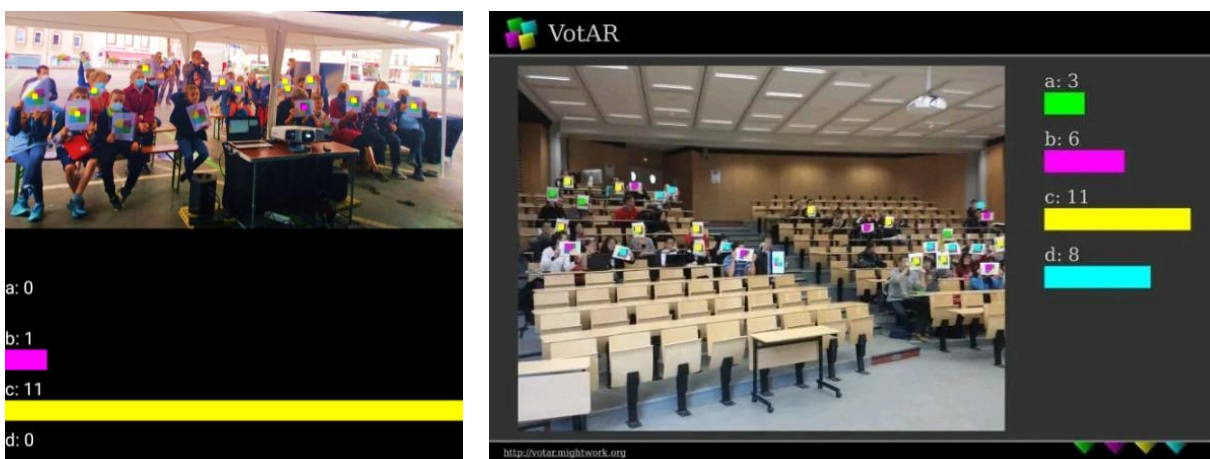 a: 0
b: 1
c: 11
d: 0
VotAR
a: 3
b: 6
c: 11
d: 8
http://votar.mightwork.org